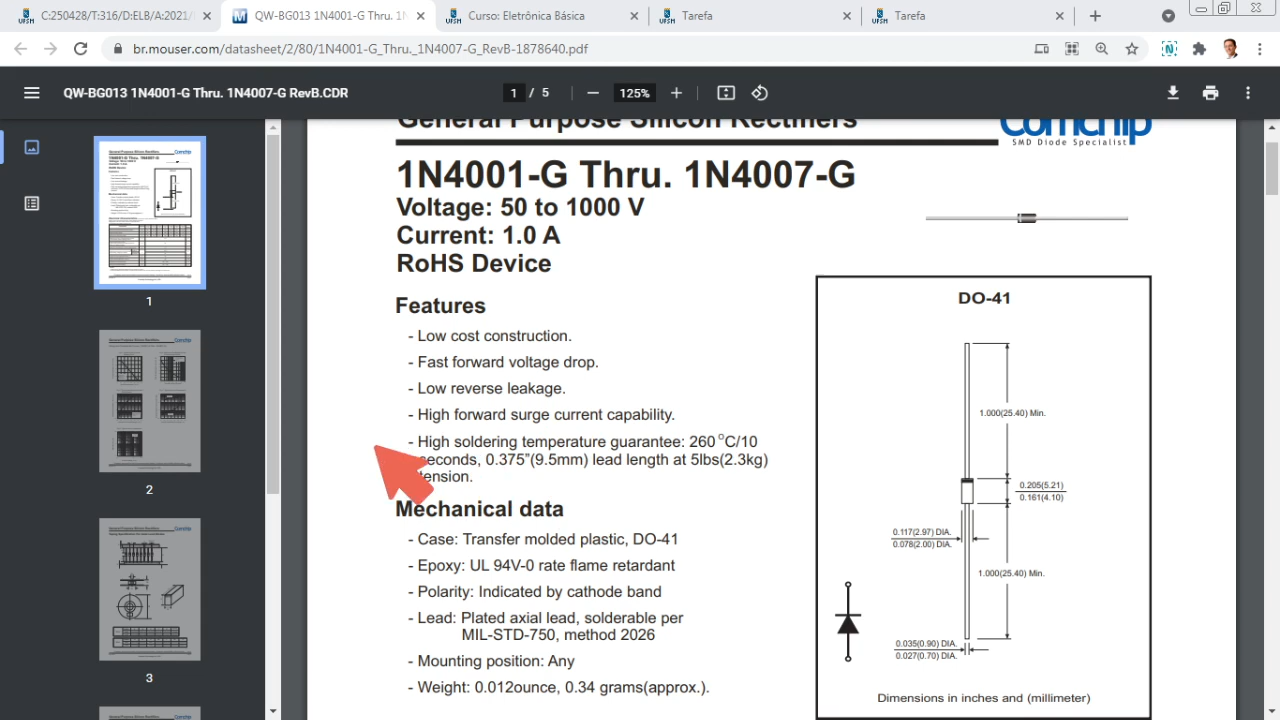 C:250428/T:316/D:ELB/A:2021/
QW-BG013 1N4001-G Thru. 1N
Curso: Eletrônica Básica
Tarefa
Tarefa
br.mouser.com/datasheet/2/80/1N4001-G_Thru._1N4007-G_RevB-1878640.pdf
QW-BG013 1N4001-G Thru. 1N4007-G RevB.CDR
1 / 5
125%
General Purpose Silicon Rectifiers
Comchip
SMD Diode Specialist
1N4001-G Thru. 1N4007-G
Voltage: 50 to 1000 V
Current: 1.0 A
RoHS Device
Features
- Low cost construction.
- Fast forward voltage drop.
- Low reverse leakage.
- High forward surge current capability.
- High soldering temperature guarantee: 260°C/10
seconds, 0.375”(9.5mm) lead length at 5lbs(2.3kg)
tension.
Mechanical data
- Case: Transfer molded plastic, DO-41
- Epoxy: UL 94V-0 rate flame retardant
- Polarity: Indicated by cathode band
- Lead: Plated axial lead, solderable per
MIL-STD-750, method 2026
- Mounting position: Any
- Weight: 0.012ounce, 0.34 grams(approx.).
DO-41
1.000(25.40) Min.
0.205(5.21)
0.161(4.10)
0.117(2.97) DIA.
0.078(2.00) DIA.
1.000(25.40) Min.
0.035(0.90) DIA.
0.027(0.70) DIA.
Dimensions in inches and (millimeter)
1
2
3